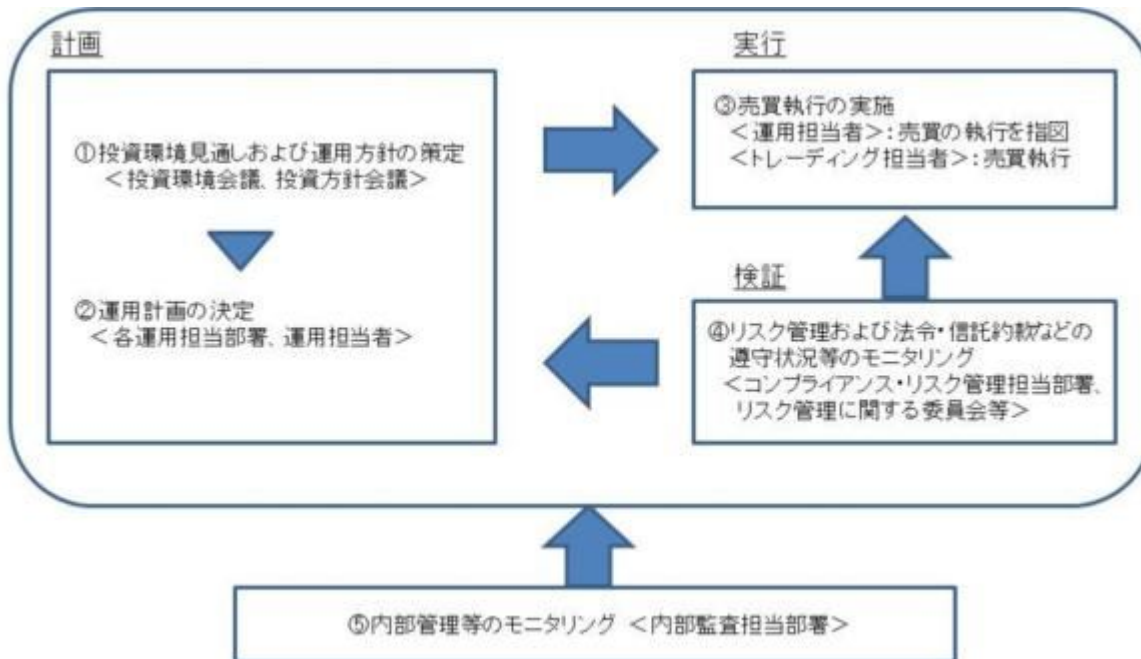 計画
①投資環境見通しおよび運用方針の策定
＜投資環境会議、投資方針会議＞
②運用計画の決定
＜各運用担当部署、運用担当者＞
実行
③売買執行の実施
＜運用担当者＞：売買の執行を指図
＜トレーディング担当者＞：売買執行
検証
④リスク管理および法令・信託約款などの
遵守状況等のモニタリング
＜コンプライアンス・リスク管理担当部署、
リスク管理に関する委員会等＞
⑤内部管理等のモニタリング ＜内部監査担当部署＞